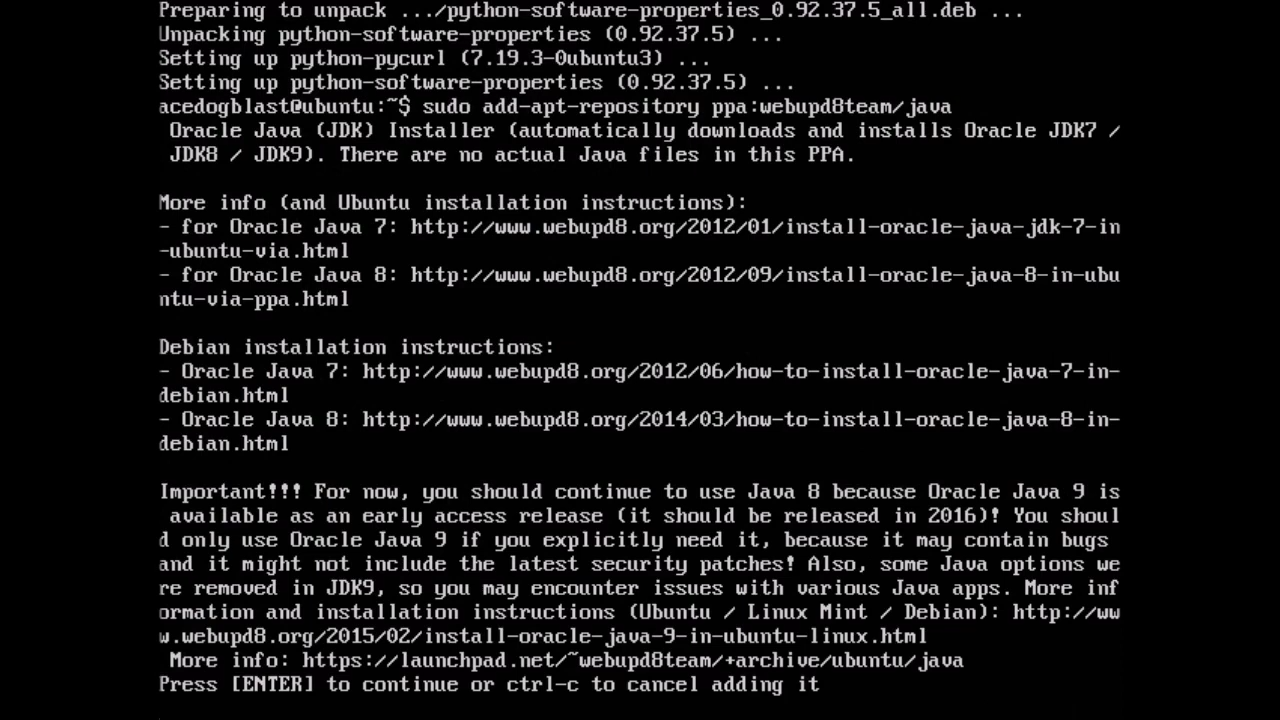 Preparing to unpack .../python-software-properties_0.92.37.5_all.deb ...
Unpacking python-software-properties (0.92.37.5) ...
Setting up python-pycurl (7.19.3-0ubuntu3) ...
Setting up python-software-properties (0.92.37.5) ...
acedogblast@ubuntu:~$ sudo add-apt-repository ppa:webupd8team/java
 Oracle Java (JDK) Installer (automatically downloads and installs Oracle JDK7 /
 JDK8 / JDK9). There are no actual Java files in this PPA.

More info (and Ubuntu installation instructions):
- for Oracle Java 7: http://www.webupd8.org/2012/01/install-oracle-java-jdk-7-in
-ubuntu-via.html
- for Oracle Java 8: http://www.webupd8.org/2012/09/install-oracle-java-8-in-ubu
ntu-via-ppa.html

Debian installation instructions:
- Oracle Java 7: http://www.webupd8.org/2012/06/how-to-install-oracle-java-7-in-
debian.html
- Oracle Java 8: http://www.webupd8.org/2014/03/how-to-install-oracle-java-8-in-
debian.html

Important!!! For now, you should continue to use Java 8 because Oracle Java 9 is
 available as an early access release (it should be released in 2016)! You shoul
d only use Oracle Java 9 if you explicitly need it, because it may contain bugs
and it might not include the latest security patches! Also, some Java options we
re removed in JDK9, so you may encounter issues with various Java apps. More inf
ormation and installation instructions (Ubuntu / Linux Mint / Debian): http://ww
w.webupd8.org/2015/02/install-oracle-java-9-in-ubuntu-linux.html
 More info: https://launchpad.net/~webupd8team/+archive/ubuntu/java
Press [ENTER] to continue or ctrl-c to cancel adding it